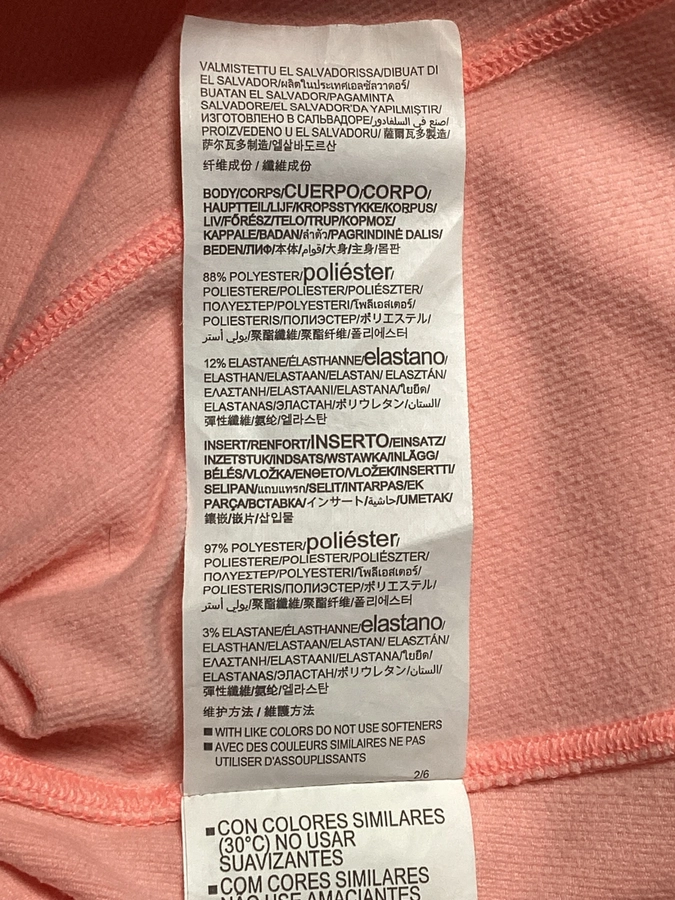 VALMISTETTU EL SALVADORISSA/DIBUAT DI
EL SALVADOR/ผลิตในประเทศเอลซัลวาดอร์/
BUATAN EL SALVADOR/PAGAMINTA
SALVADORE/EL SALVADOR'DA YAPILMIŞTIR/
ИЗГОТОВЛЕНО В САЛЬВАДОРЕ/صنع في السلفادور/
PROIZVEDENO U EL SALVADORU/ 薩爾瓦多製造/
萨尔瓦多制造/엘살바도르산
纤维成份 / 纖維成份
BODY/CORPS/CUERPO/CORPO/
HAUPTTEIL/LIJF/KROPSSTYKKE/KORPUS/
LIV/FŐRÉSZ/TELO/TRUP/ΚΟΡΜΟΣ/
KAPPALE/BADAN/ลำตัว/PAGRINDINĖ DALIS/
BEDEN/ЛИФ/本体/قوام/大身/主身/몸판
88% POLYESTER/poliéster/
POLIESTERE/POLIESTER/POLIÉSZTER/
ΠΟΛΥΕΣΤΕΡ/POLYESTERI/โพลีเอสเตอร์/
POLIESTERIS/ПОЛИЭСТЕР/ポリエステル/
بولي أستر/聚酯纖維/聚酯纤维/폴리에스터
12% ELASTANE/ÉLASTHANNE/elastano/
ELASTHAN/ELASTAAN/ELASTAN/ ELASZTÁN/
ΕΛΑΣΤΑΝΗ/ELASTAANI/ELASTANA/ใยยืด/
ELASTANAS/ЭЛАСТАН/ポリウレタン/الستان/
彈性纖維/氨纶/엘라스탄
INSERT/RENFORT/INSERTO/EINSATZ/
INZETSTUK/INDSATS/WSTAWKA/INLÄGG/
BÉLÉS/VLOŽKA/ΕΝΘΕΤΟ/VLOŽEK/INSERTTI/
SELIPAN/แถบแทรก/SELIT/INTARPAS/EK
PARÇA/ВСТАВКА/インサート/حاشية/UMETAK/
鑲嵌/嵌片/삽입물
97% POLYESTER/poliéster/
POLIESTERE/POLIESTER/POLIÉSZTER/
ΠΟΛΥΕΣΤΕΡ/POLYESTERI/โพลีเอสเตอร์/
POLIESTERIS/ПОЛИЭСТЕР/ポリエステル/
بولي أستر/聚酯纖維/聚酯纤维/폴리에스터
3% ELASTANE/ÉLASTHANNE/elastano/
ELASTHAN/ELASTAAN/ELASTAN/ ELASZTÁN/
ΕΛΑΣΤΑΝΗ/ELASTAANI/ELASTANA/ใยยืด/
ELASTANAS/ЭЛАСТАН/ポリウレタン/الستان/
彈性纖維/氨纶/엘라스탄
维护方法 / 維護方法
■ WITH LIKE COLORS DO NOT USE SOFTENERS
■ AVEC DES COULEURS SIMILAIRES NE PAS
UTILISER D'ASSOUPLISSANTS
2/6
■ CON COLORES SIMILARES
(30°C) NO USAR
SUAVIZANTES
■ COM CORES SIMILARES
NÃO USE AMACIANTES